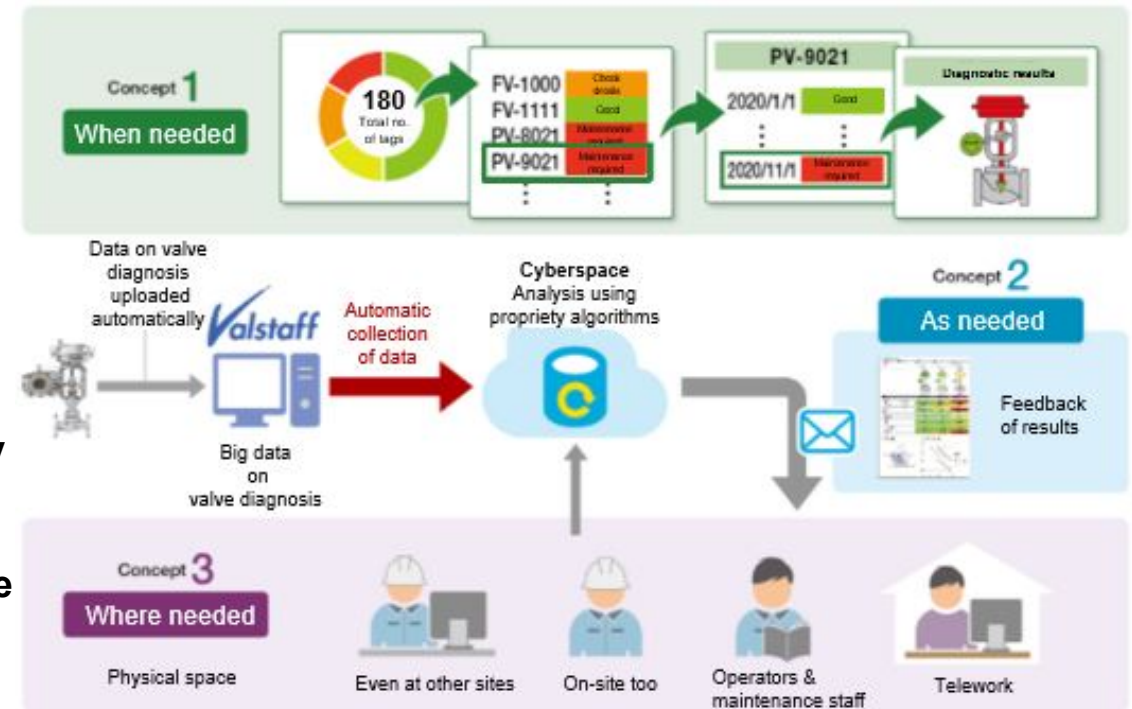 Concept 1
When needed
180
Total no.
of tags
FV-1000
Check
details
FV-1111
Good
PV-8021
Maintenance
required
PV-9021
Maintenance
required
PV-9021
2020/1/1
Good
2020/11/1
Maintenance
required
Diagnostic results
Data on valve
diagnosis
uploaded
automatically
Valstaff
Automatic
collection
of data
Big data
on
valve diagnosis
Cyberspace
Analysis using
propriety algorithms
Concept 2
As needed
Feedback
of results
Concept 3
Where needed
Physical space
Even at other sites
On-site too
Operators &
maintenance staff
Telework